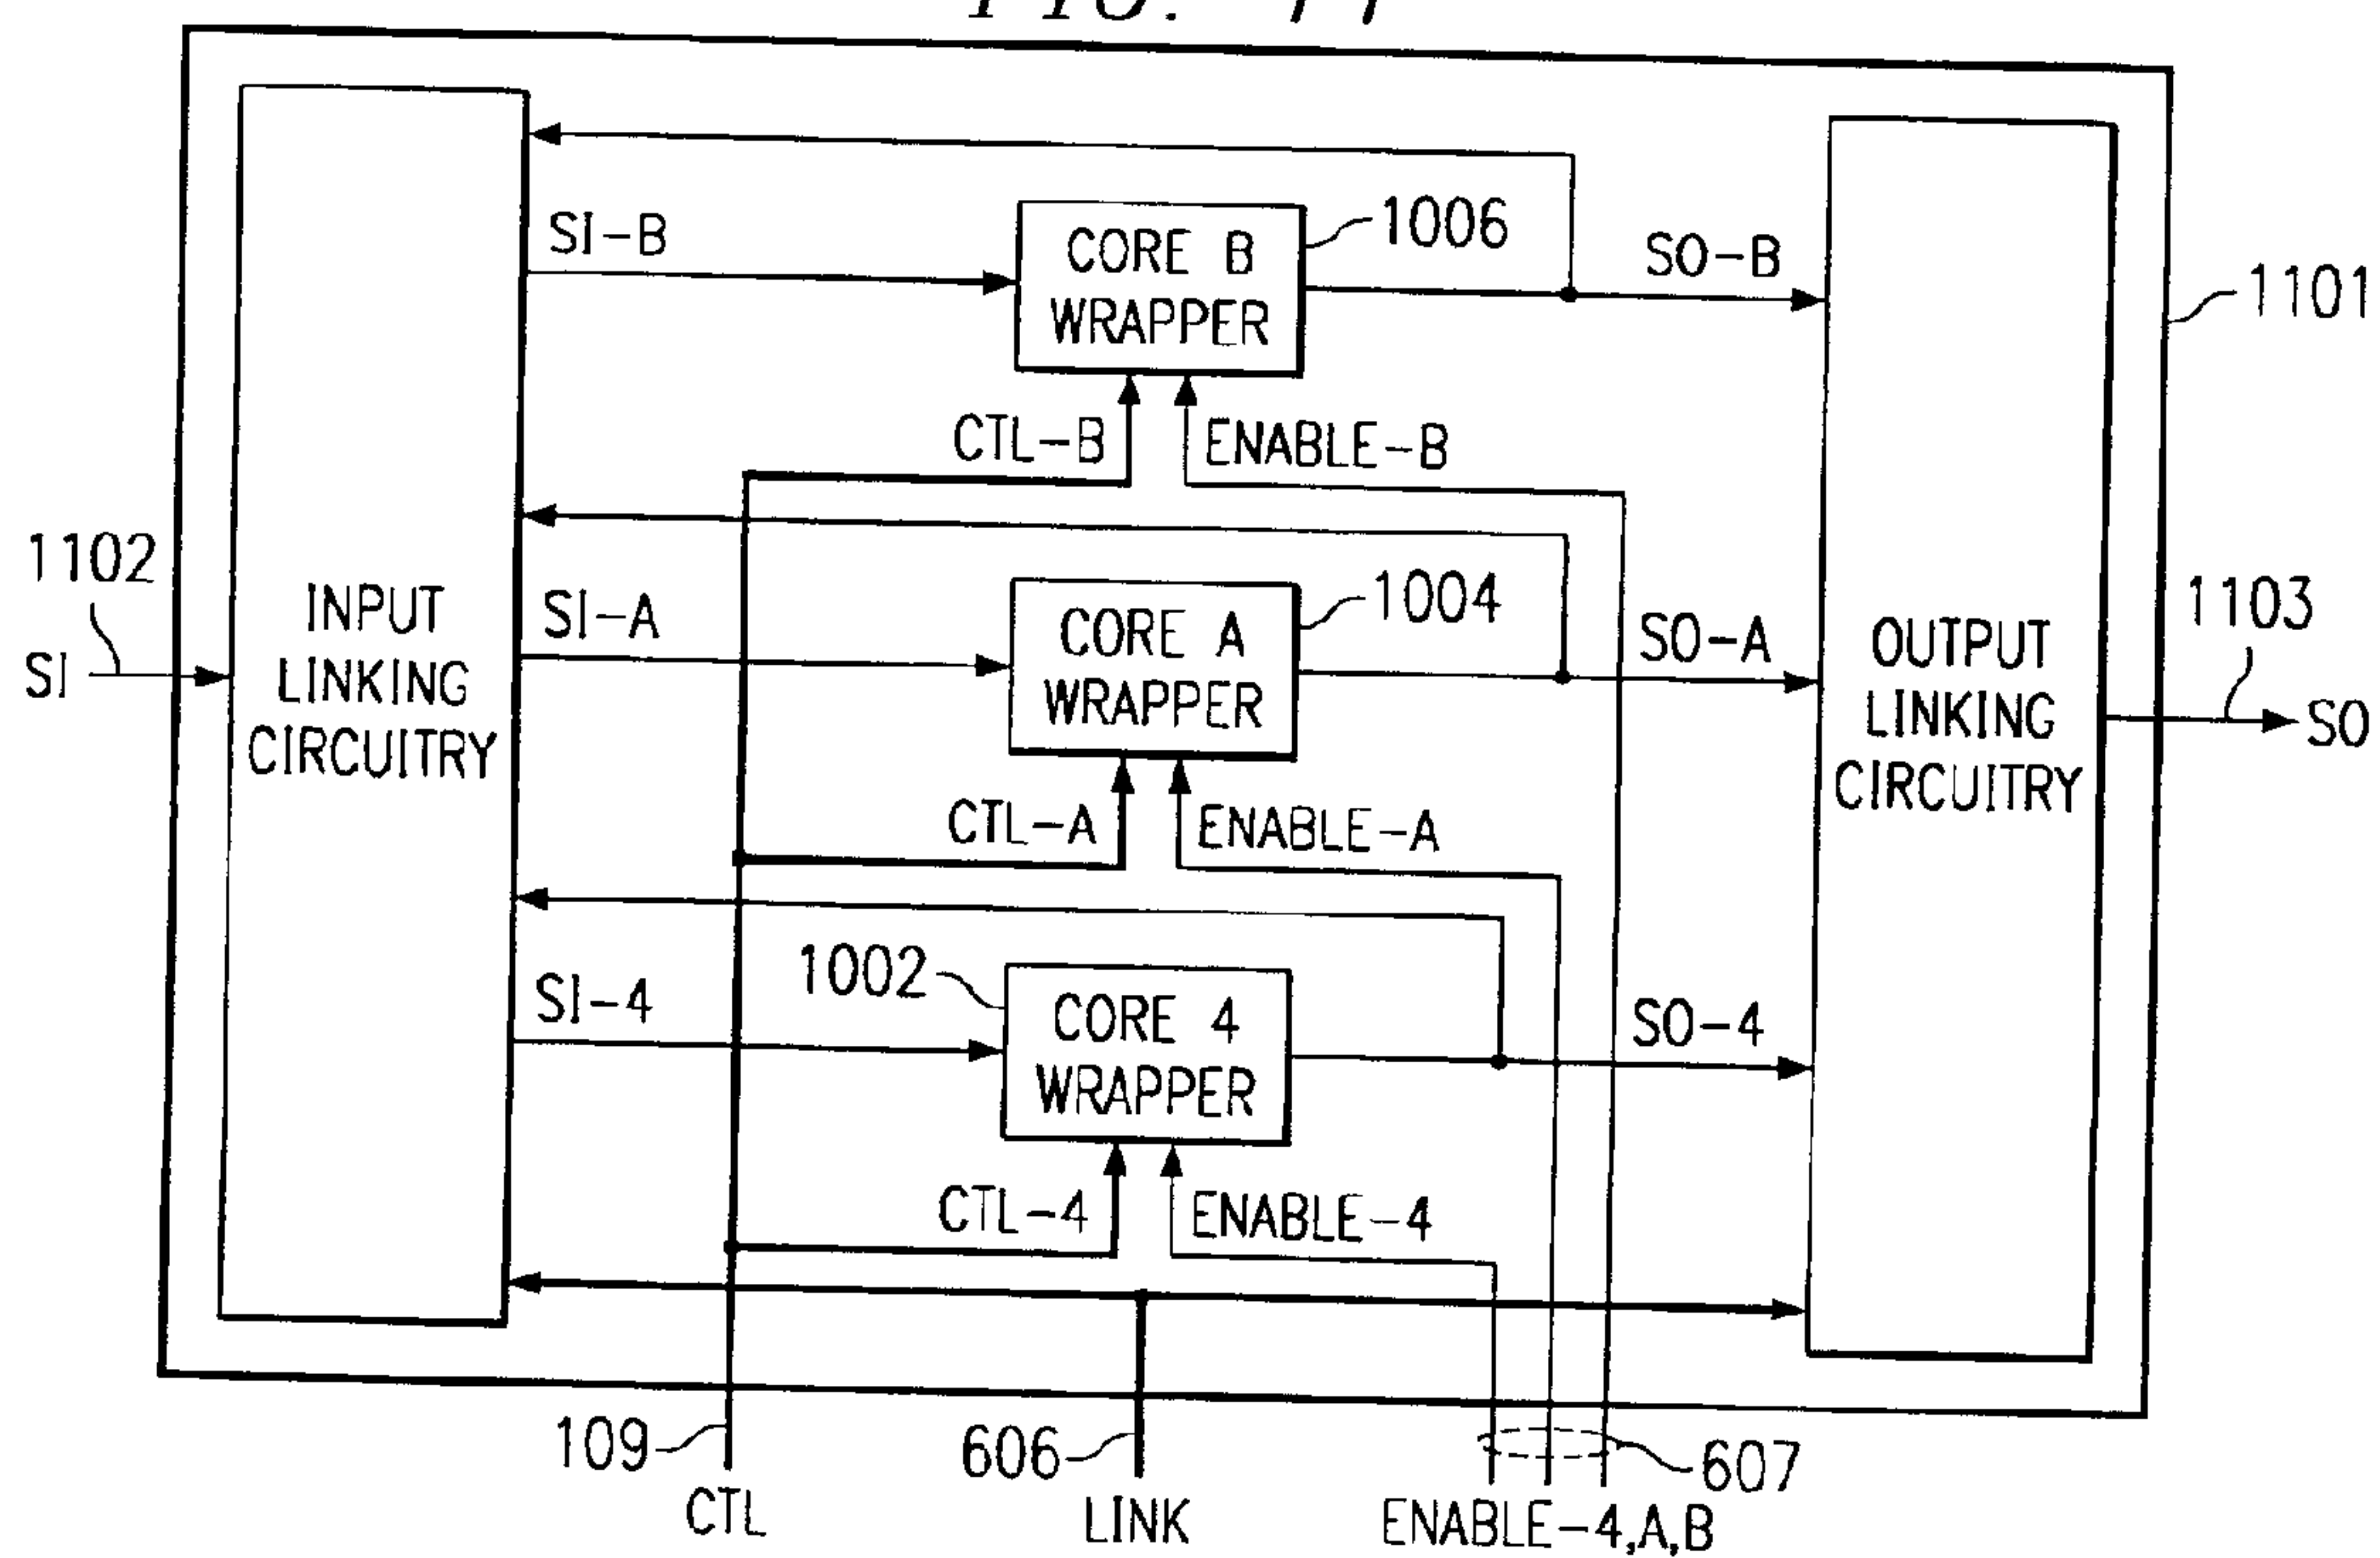 FIG. 11
SI-B
CORE B
WRAPPER
1006
SO-B
1101
CTL-B
ENABLE-B
1102
SI
INPUT
LINKING
CIRCUITRY
SI-A
CORE A
WRAPPER
1004
SO-A
OUTPUT
LINKING
CIRCUITRY
1103
SO
CTL-A
ENABLE-A
SI-4
1002
CORE 4
WRAPPER
SO-4
CTL-4
ENABLE-4
109
CTL
606
LINK
607
ENABLE-4,A,B